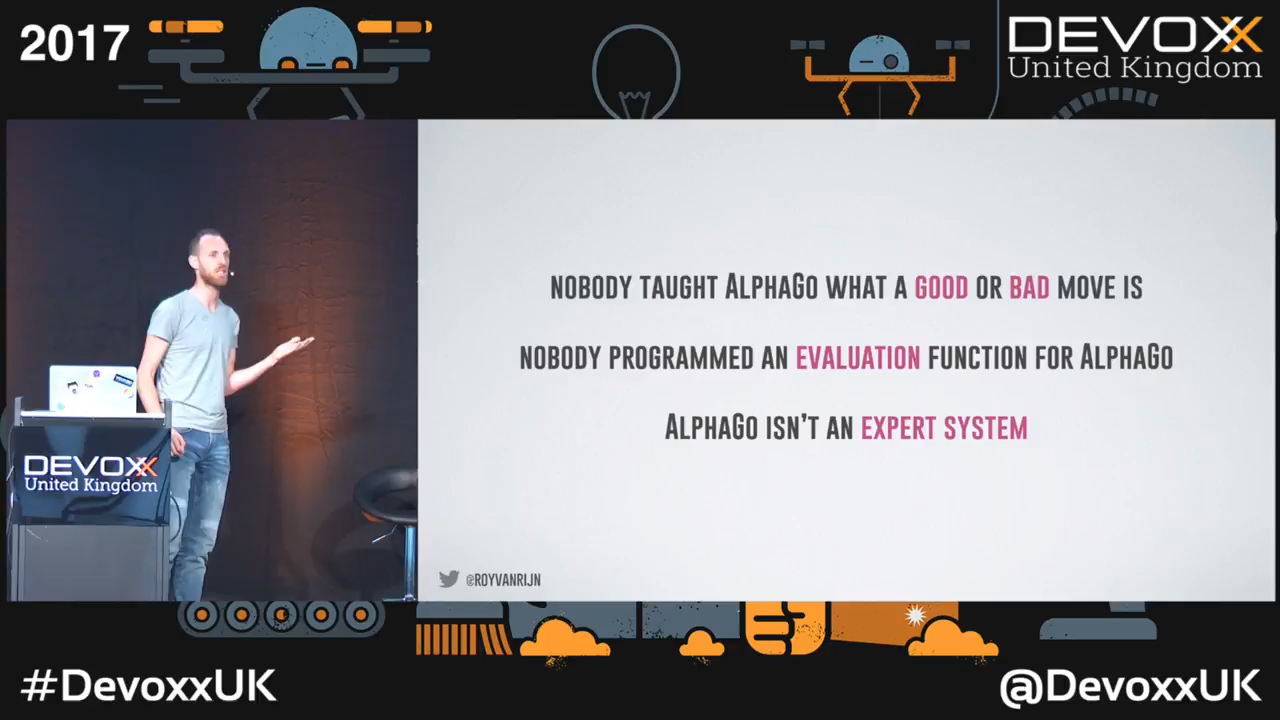 2017
DEVOXX
United Kingdom
NOBODY TAUGHT ALPHAGO WHAT A GOOD OR BAD MOVE IS
NOBODY PROGRAMMED AN EVALUATION FUNCTION FOR ALPHAGO
ALPHAGO ISN'T AN EXPERT SYSTEM
DEVOXX
United Kingdom
@ROYVANRIJN
#DevoxxUK
@DevoxxUK